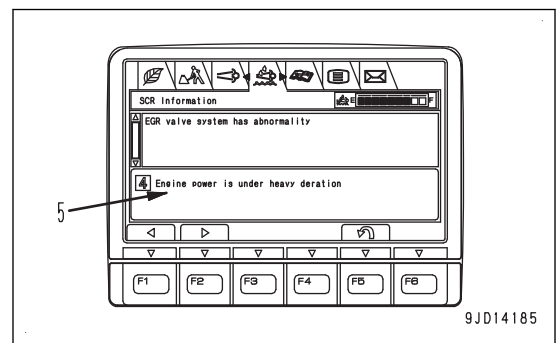 SCR Information
E F
EGR valve system has abnormality
4 Engine power is under heavy deration
5
F1 F2 F3 F4 F5 F6
9JD14185